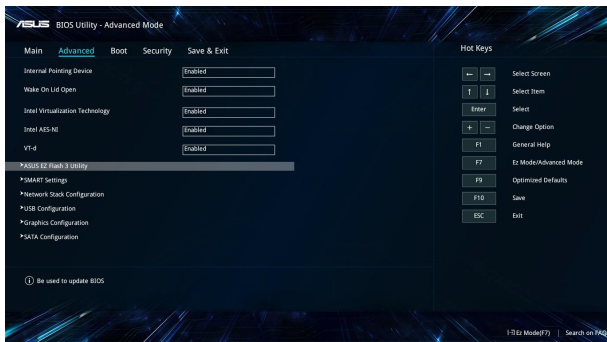 ASUS BIOS Utility - Advanced Mode
Main Advanced Boot Security Save & Exit
Internal Pointing Device Enabled
Wake On Lid Open Enabled
Intel Virtualization Technology Enabled
Intel AES-NI Enabled
VT-d Enabled
ASUS EZ Flash 3 Utility
SMART Settings
Network Stack Configuration
USB Configuration
Graphics Configuration
SATA Configuration
Be used to update BIOS
Hot Keys
← → Select Screen
↑ ↓ Select Item
Enter Select
+ − Change Option
F1 General Help
F7 Ez Mode/Advanced Mode
F9 Optimized Defaults
F10 Save
ESC Exit
Ez Mode(F7) | Search on FAQ